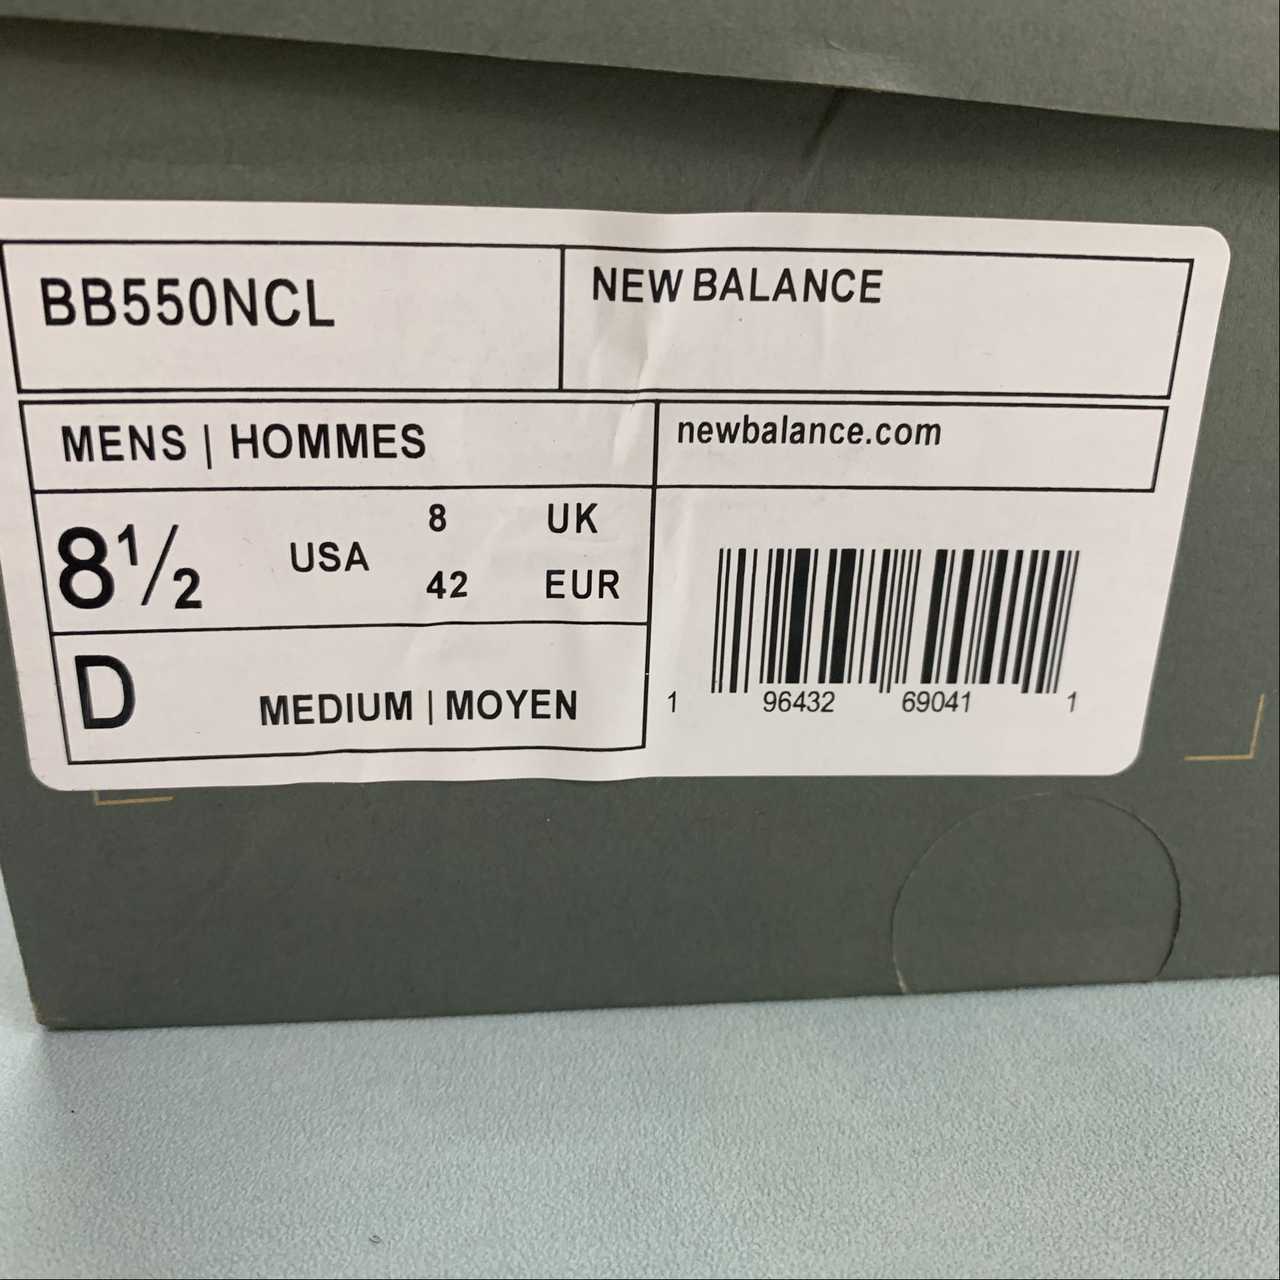 BB550NCL
NEW BALANCE
MENS | HOMMES
newbalance.com
8½ USA
8 UK
42 EUR
D
MEDIUM | MOYEN
1 96432 69041 1